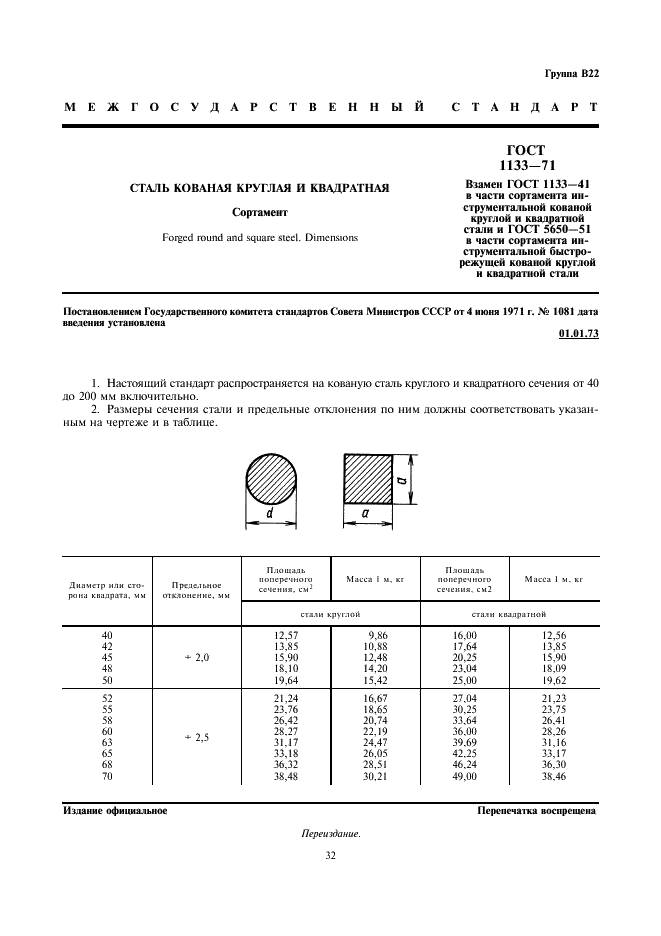 Группа В22
МЕЖГОСУДАРСТВЕННЫЙ СТАНДАРТ
ГОСТ
1133—71
СТАЛЬ КОВАНАЯ КРУГЛАЯ И КВАДРАТНАЯ
Сортамент
Forged round and square steel. Dimensions
Взамен ГОСТ 1133—41
в части сортамента ин-
струментальной кованой
круглой и квадратной
стали и ГОСТ 5650—51
в части сортамента ин-
струментальной быстро-
режущей кованой круглой
и квадратной стали
Постановлением Государственного комитета стандартов Совета Министров СССР от 4 июня 1971 г. № 1081 дата
введения установлена
01.01.73
1. Настоящий стандарт распространяется на кованую сталь круглого и квадратного сечения от 40
до 200 мм включительно.
2. Размеры сечения стали и предельные отклонения по ним должны соответствовать указан-
ным на чертеже и в таблице.
d a a
Диаметр или сто-
рона квадрата, мм
Предельное
отклонение, мм
Площадь
поперечного
сечения, см²
Масса 1 м, кг
Площадь
поперечного
сечения, см2
Масса 1 м, кг
стали круглой стали квадратной
40 12,57 9,86 16,00 12,56
42 13,85 10,88 17,64 13,85
45 + 2,0 15,90 12,48 20,25 15,90
48 18,10 14,20 23,04 18,09
50 19,64 15,42 25,00 19,62
52 21,24 16,67 27,04 21,23
55 23,76 18,65 30,25 23,75
58 26,42 20,74 33,64 26,41
60 28,27 22,19 36,00 28,26
63 + 2,5 31,17 24,47 39,69 31,16
65 33,18 26,05 42,25 33,17
68 36,32 28,51 46,24 36,30
70 38,48 30,21 49,00 38,46
Издание официальное Перепечатка воспрещена
Переиздание.
32